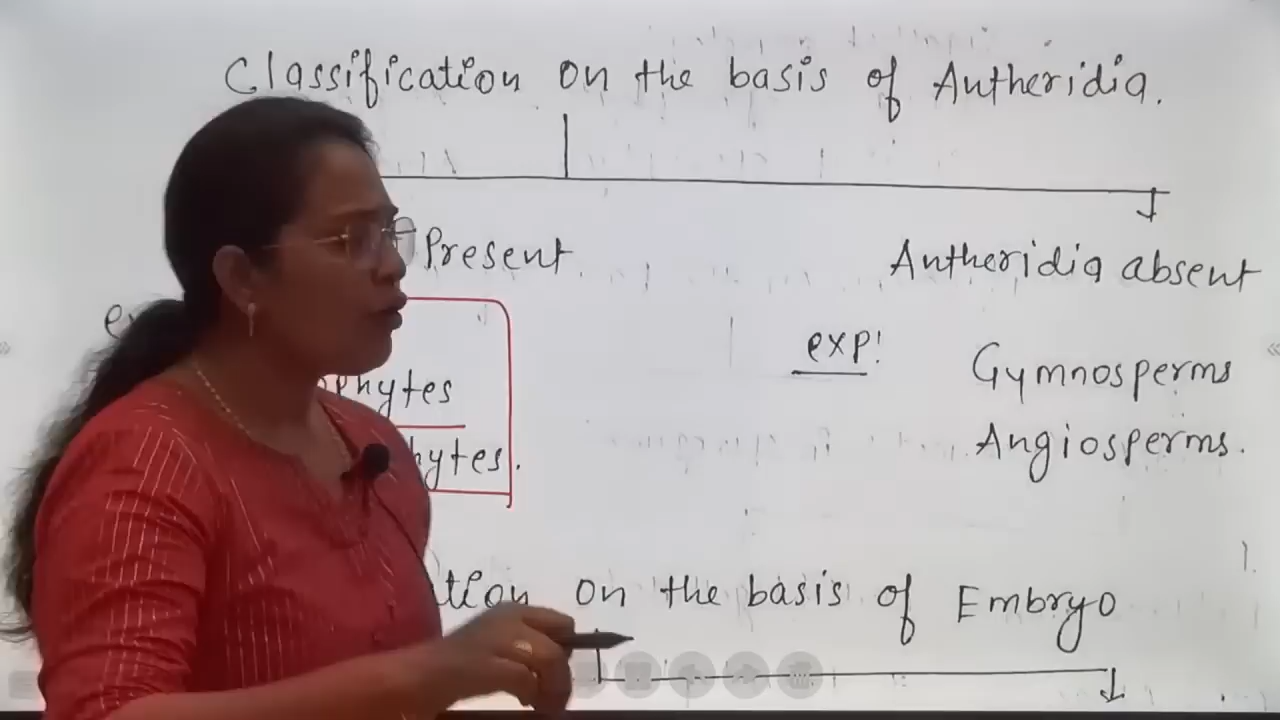 Classification on the basis of Antheridia.
Present. Antheridia absent
exp! Gymnosperms
phytes
Angiosperms.
hytes.
tion on the basis of Embryo